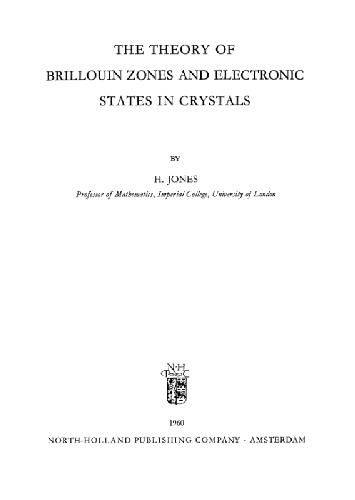 THE THEORY OF
BRILLOUIN ZONES AND ELECTRONIC
STATES IN CRYSTALS
BY
H. JONES
Professor of Mathematics, Imperial College, University of London
N·H
1960
NORTH-HOLLAND PUBLISHING COMPANY - AMSTERDAM